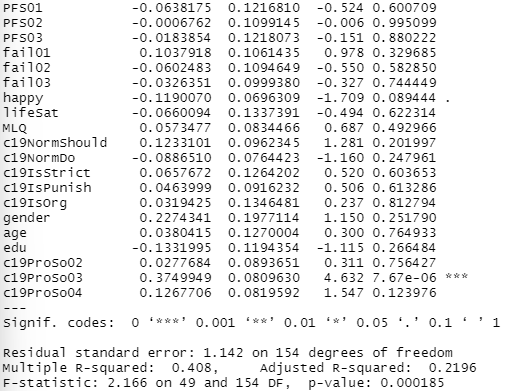 PFS01 -0.0638175 0.1216810 -0.524 0.600709
PFS02 -0.0006762 0.1099145 -0.006 0.995099
PFS03 -0.0183854 0.1218073 -0.151 0.880222
fail01 0.1037918 0.1061435 0.978 0.329685
fail02 -0.0602483 0.1094649 -0.550 0.582850
fail03 -0.0326351 0.0999380 -0.327 0.744449
happy -0.1190070 0.0696309 -1.709 0.089444 .
lifeSat -0.0660094 0.1337391 -0.494 0.622314
MLQ 0.0573477 0.0834466 0.687 0.492966
c19NormShould 0.1233101 0.0962345 1.281 0.201997
c19NormDo -0.0886510 0.0764423 -1.160 0.247961
c19IsStrict 0.0657672 0.1264202 0.520 0.603653
c19IsPunish 0.0463999 0.0916232 0.506 0.613286
c19IsOrg 0.0319425 0.1346481 0.237 0.812794
gender 0.2274341 0.1977114 1.150 0.251790
age 0.0380415 0.1270004 0.300 0.764933
edu -0.1331995 0.1194354 -1.115 0.266484
c19ProSo02 0.0277684 0.0893651 0.311 0.756427
c19ProSo03 0.3749949 0.0809630 4.632 7.67e-06 ***
c19ProSo04 0.1267706 0.0819592 1.547 0.123976
---
Signif. codes: 0 ‘***’ 0.001 ‘**’ 0.01 ‘*’ 0.05 ‘.’ 0.1 ‘ ’ 1
Residual standard error: 1.142 on 154 degrees of freedom
Multiple R-squared: 0.408, Adjusted R-squared: 0.2196
F-statistic: 2.166 on 49 and 154 DF, p-value: 0.000185